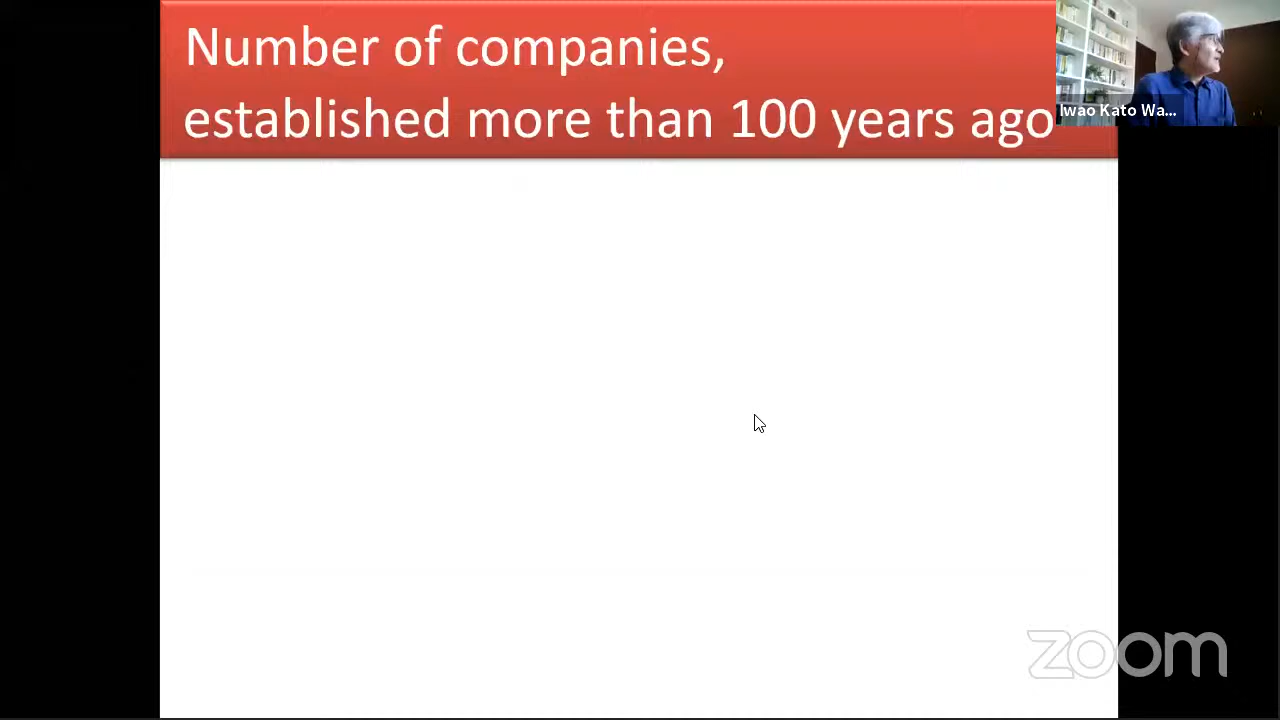 Number of companies,
established more than 100 years ago
Iwao Kato Wa...
zoom